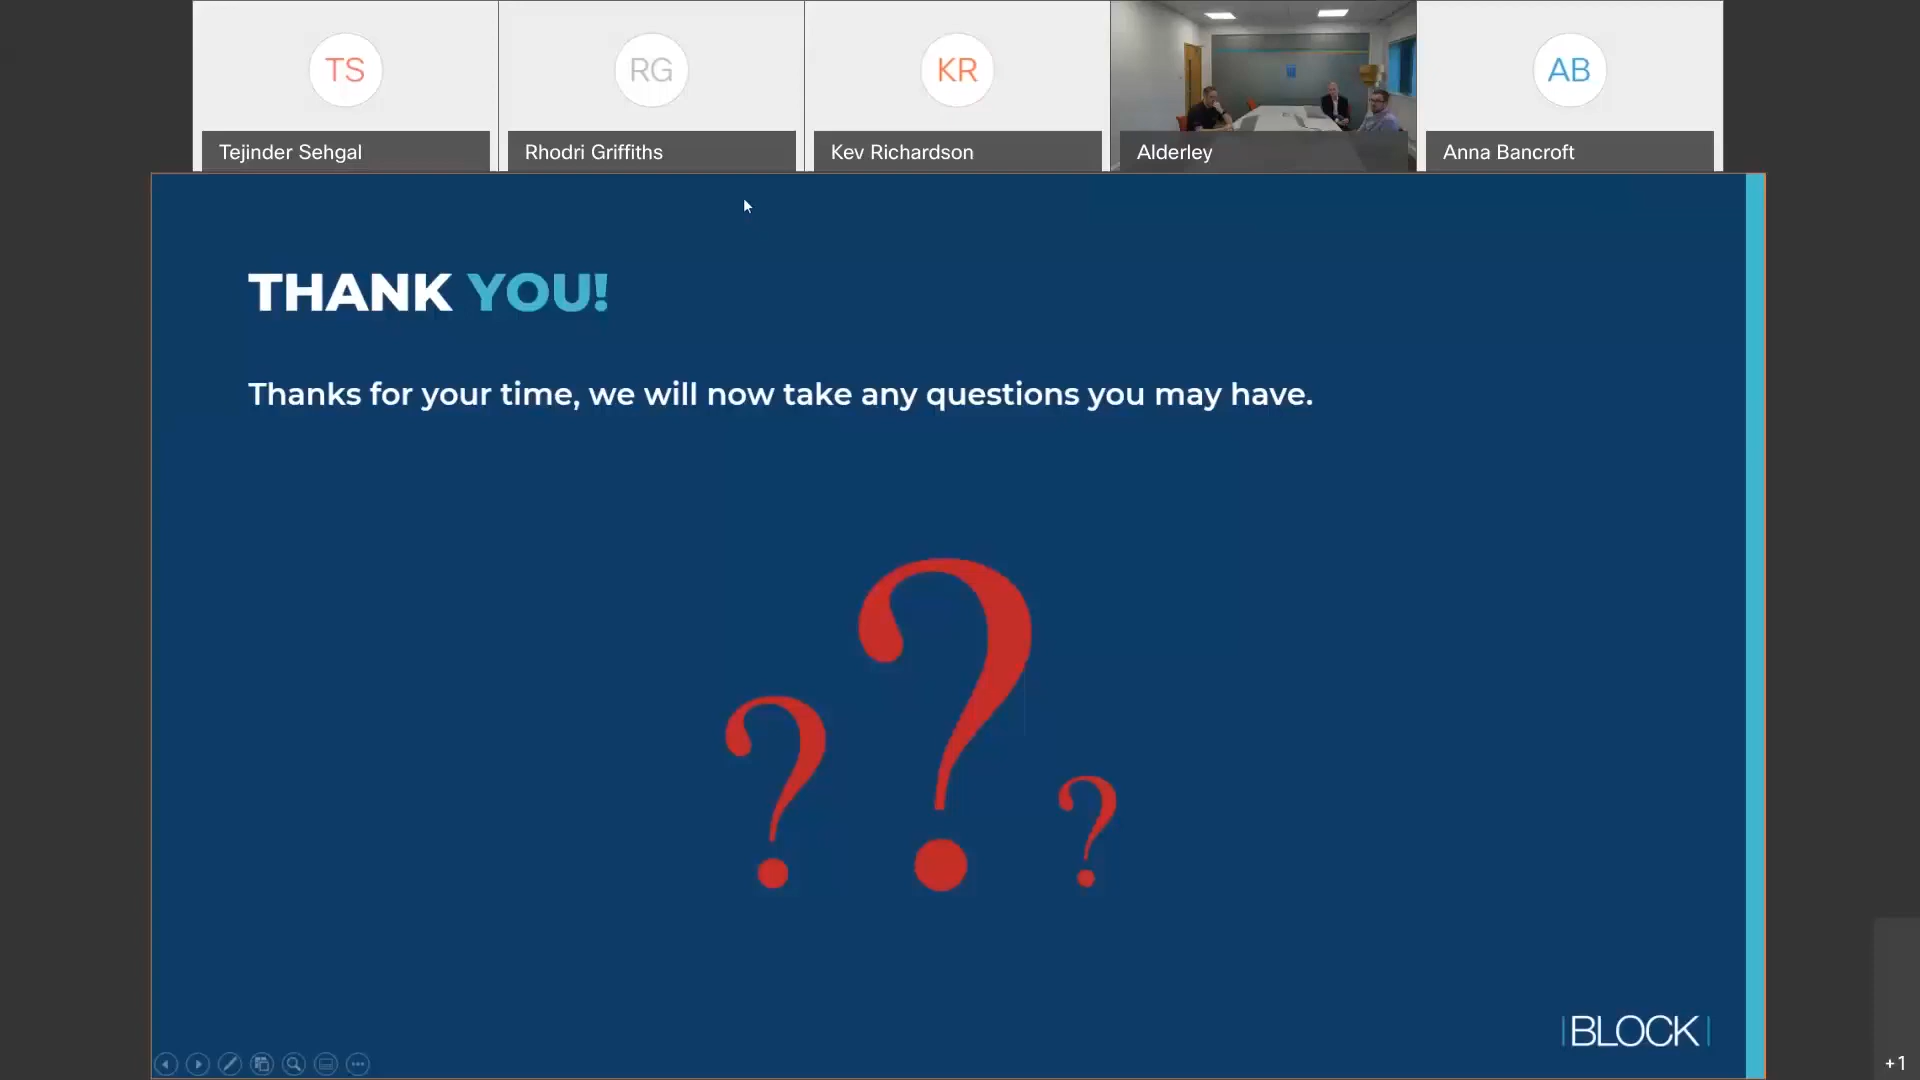 TS
RG
KR
AB
Tejinder Sehgal
Rhodri Griffiths
Kev Richardson
Alderley
Anna Bancroft
THANK YOU!
Thanks for your time, we will now take any questions you may have.
? ? ?
BLOCK
+1